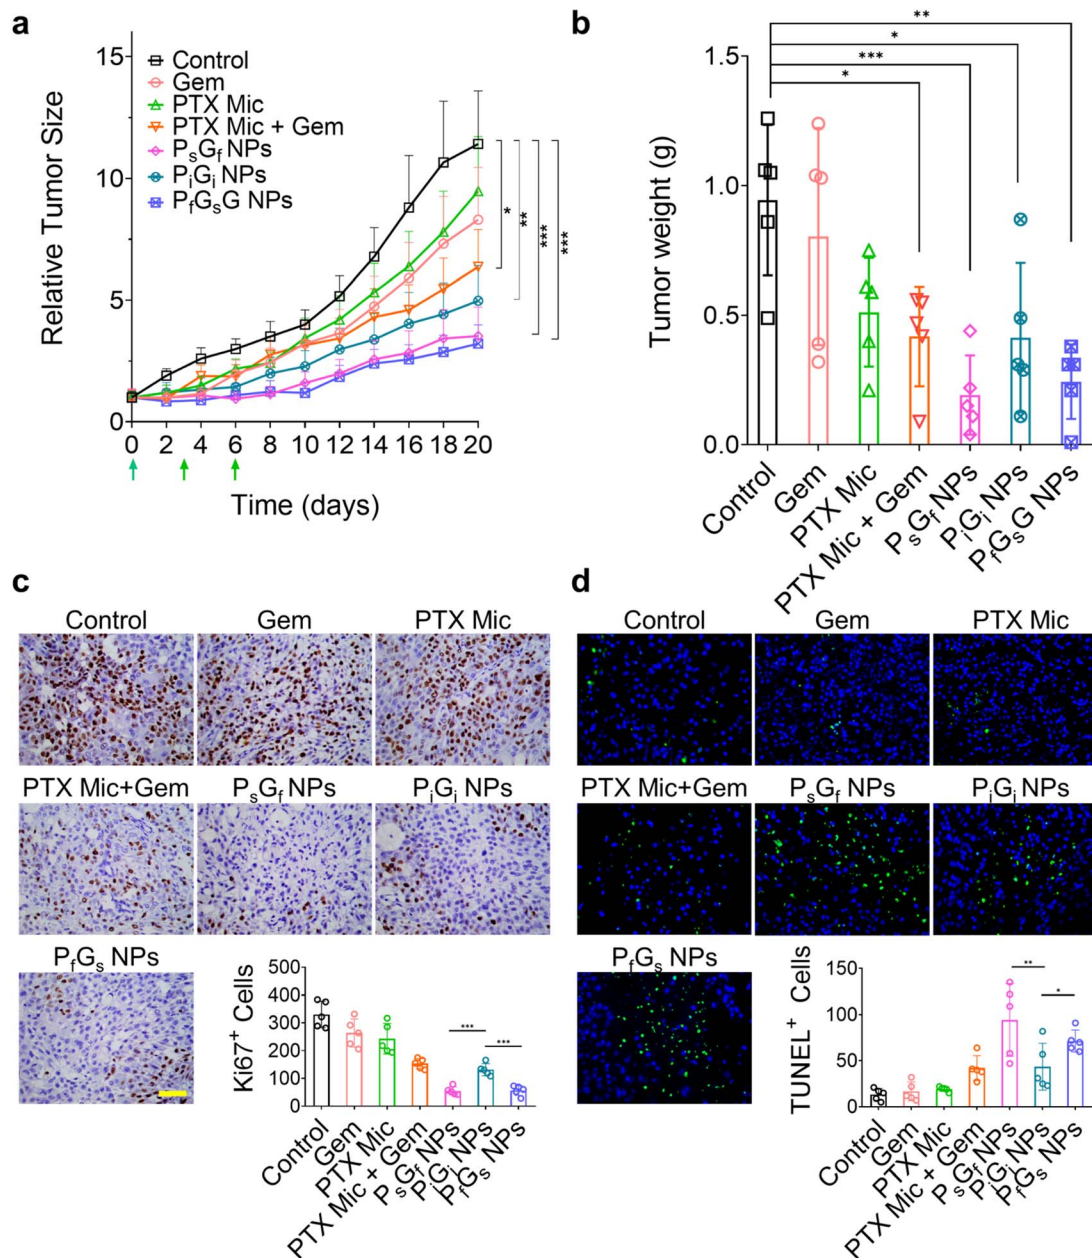 a
15
10
5
0
Relative Tumor Size
Control
Gem
PTX Mic
PTX Mic + Gem
PsGf NPs
PiGi NPs
PfGsG NPs
*
**
***
***
0 2 4 6 8 10 12 14 16 18 20
Time (days)
b
**
*
***
*
1.5
1.0
0.5
0.0
Tumor weight (g)
Control
Gem
PTX Mic
PTX Mic + Gem
PsGf NPs
PiGi NPs
PfGsG NPs
c
Control Gem PTX Mic
PTX Mic+Gem PsGf NPs PiGi NPs
PfGs NPs
500
400
300
200
100
0
Ki67+ Cells
***
***
Control
Gem
PTX Mic
PTX Mic + Gem
PsGf NPs
PiGi NPs
PfGs NPs
d
Control Gem PTX Mic
PTX Mic+Gem PsGf NPs PiGi NPs
PfGs NPs
150
100
50
0
TUNEL+ Cells
**
*
Control
Gem
PTX Mic
PTX Mic + Gem
PsGf NPs
PiGi NPs
PfGs NPs